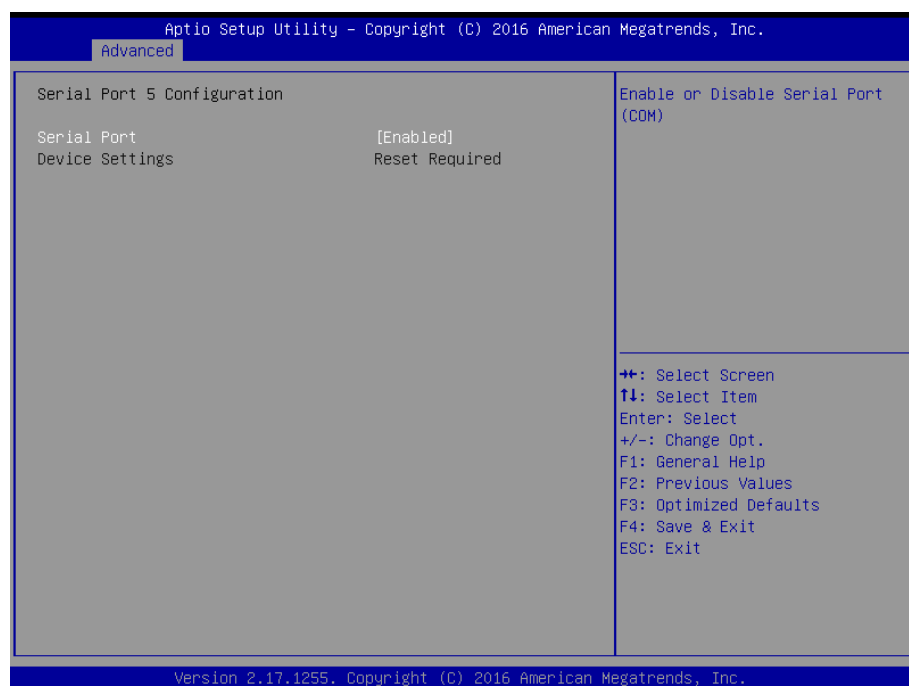 Aptio Setup Utility – Copyright (C) 2016 American Megatrends, Inc.
Advanced
Serial Port 5 Configuration
Serial Port [Enabled]
Device Settings Reset Required
Enable or Disable Serial Port
(COM)
→←: Select Screen
↑↓: Select Item
Enter: Select
+/-: Change Opt.
F1: General Help
F2: Previous Values
F3: Optimized Defaults
F4: Save & Exit
ESC: Exit
Version 2.17.1255. Copyright (C) 2016 American Megatrends, Inc.